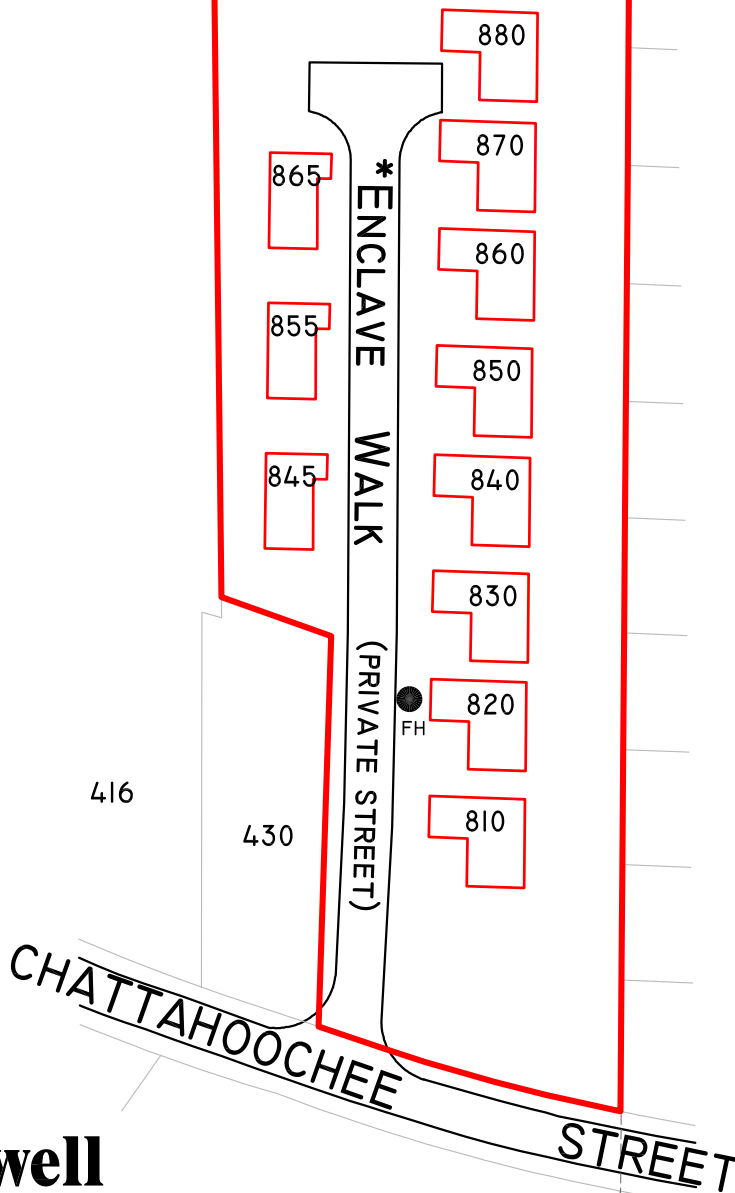 880
870
865
*ENCLAVE WALK
860
855
850
845
840
830
(PRIVATE STREET)
820
FH
416
430
810
CHATTAHOOCHEE STREET
well